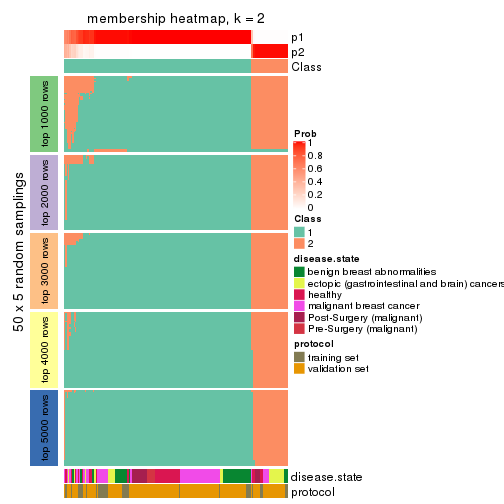 membership heatmap, k = 2
p1
p2
Class
50 x 5 random samplings
top 1000 rows
top 2000 rows
top 3000 rows
top 4000 rows
top 5000 rows
Prob
1
0.8
0.6
0.4
0.2
0
Class
1
2
disease.state
benign breast abnormalities
ectopic (gastrointestinal and brain) cancers
healthy
malignant breast cancer
Post-Surgery (malignant)
Pre-Surgery (malignant)
protocol
training set
validation set
disease.state
protocol